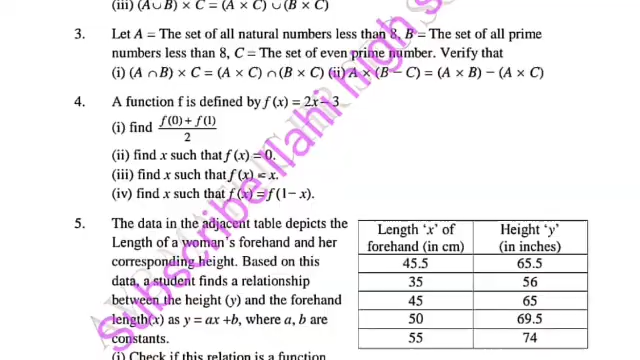 (iii) (A∪B) × C = (A × C) ∪ (B × C)
3. Let A = The set of all natural numbers less than 8, B = The set of all prime
numbers less than 8, C = The set of even prime number. Verify that
(i) (A ∩ B) × C = (A × C) ∩ (B × C) (ii) A × (B − C) = (A × B) − (A × C)
4. A function f is defined by f (x) = 2x − 3
(i) find f(0) + f(1) / 2
(ii) find x such that f (x) = 0.
(iii) find x such that f (x) = x.
(iv) find x such that f (x) = f (1 − x).
5. The data in the adjacent table depicts the
Length of a woman's forehand and her
corresponding height. Based on this
data, a student finds a relationship
between the height (y) and the forehand
length(x) as y = ax +b, where a, b are
constants.
(i) Check if this relation is a function
Length 'x' of forehand (in cm) Height 'y' (in inches)
45.5 65.5
35 56
45 65
50 69.5
55 74
Subscribe Ilahi high s